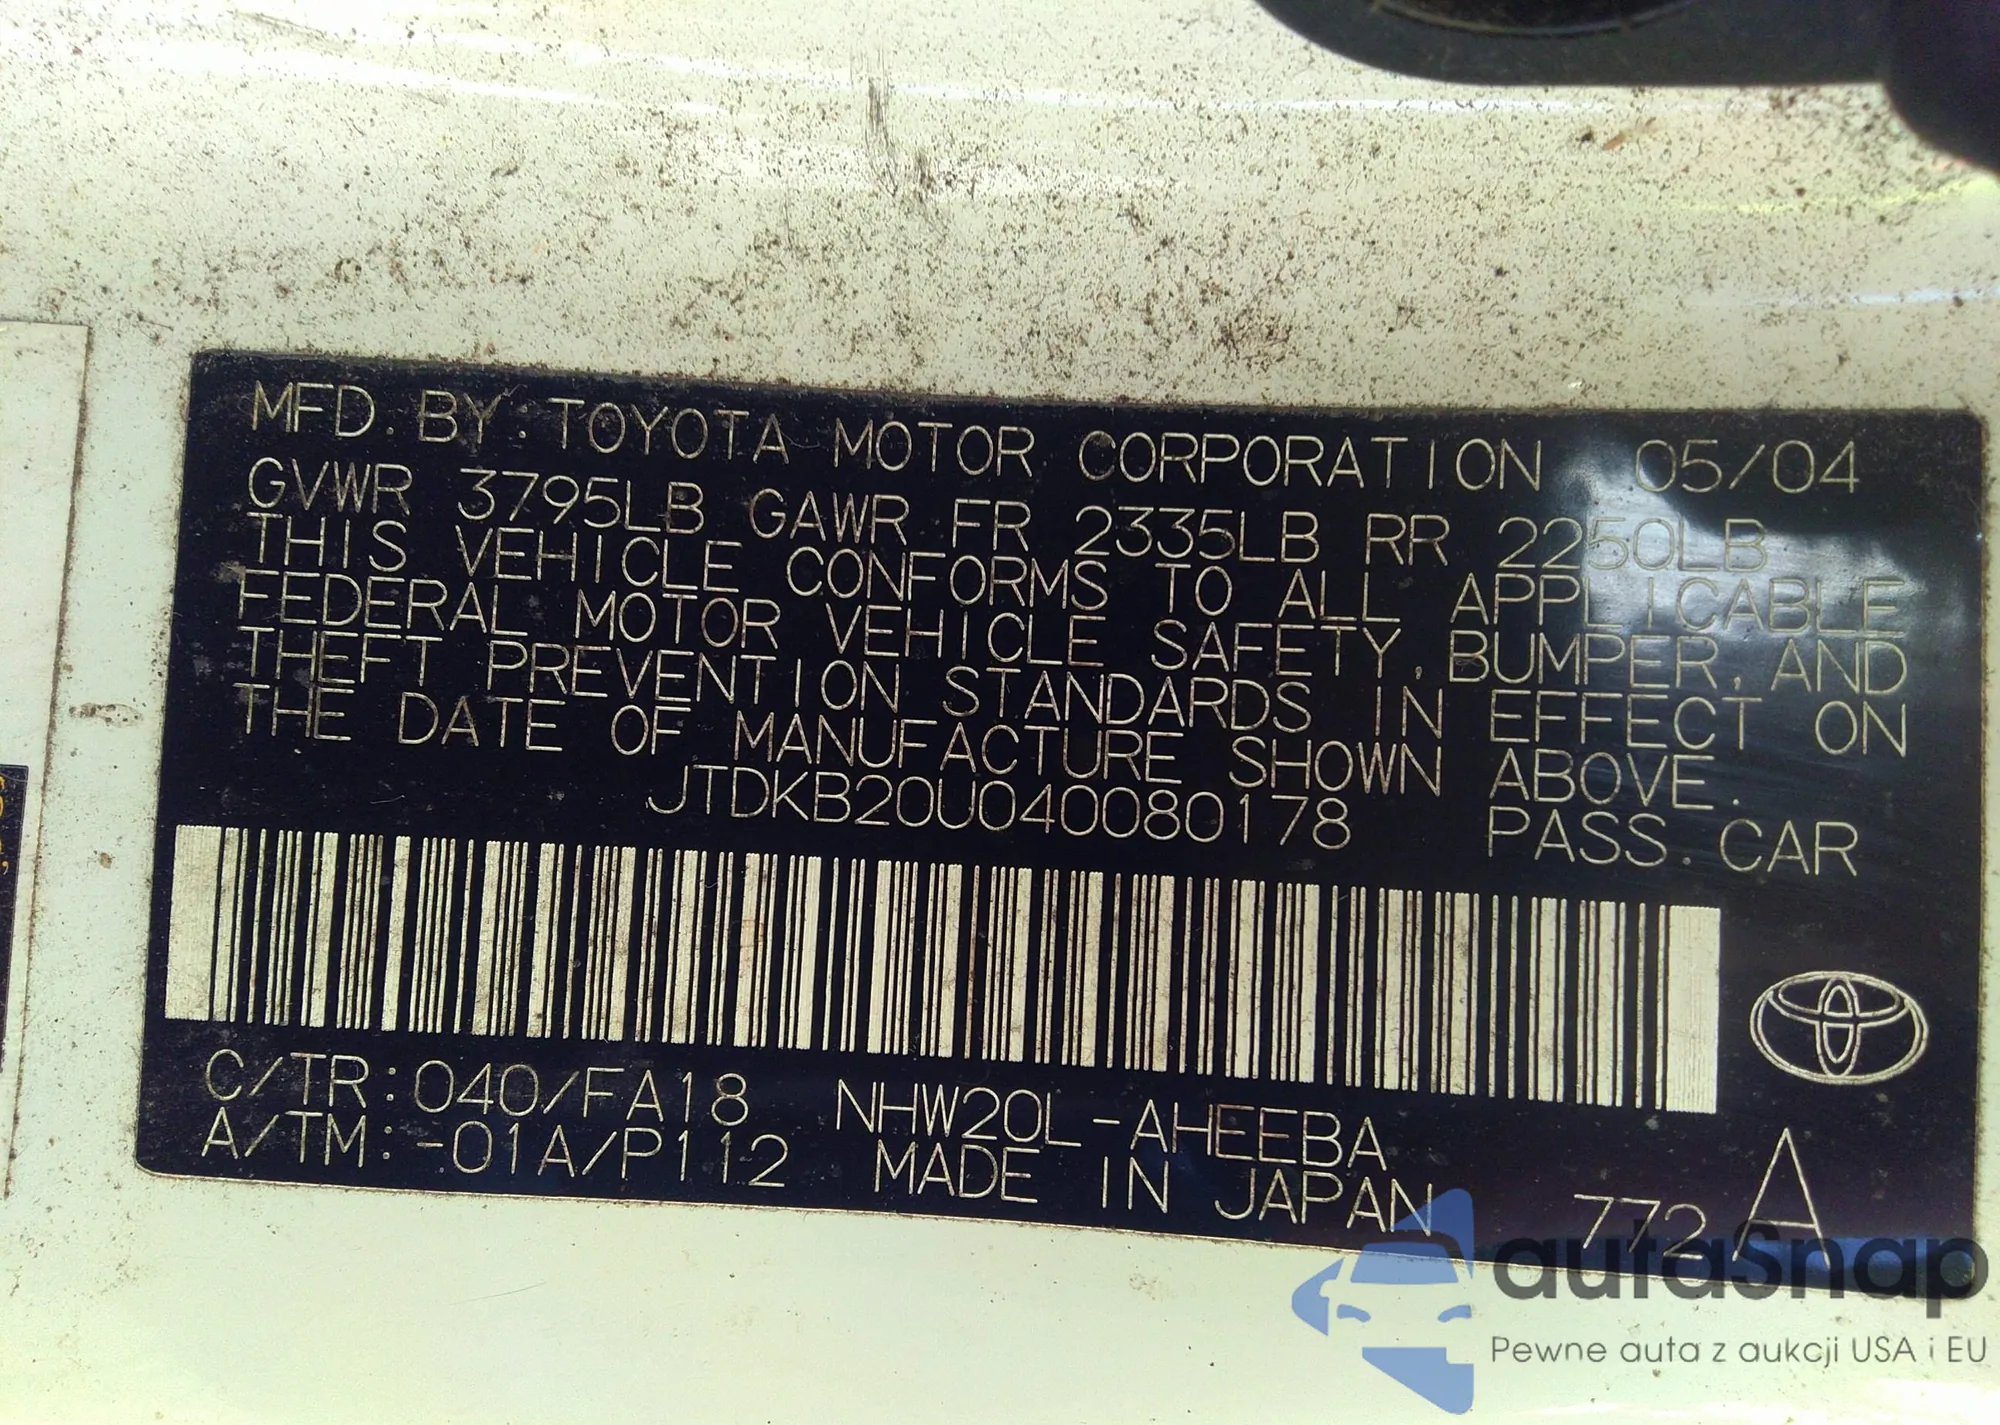 MFD. BY: TOYOTA MOTOR CORPORATION 05/04
GVWR 3795LB GAWR FR 2335LB RR 2250LB
THIS VEHICLE CONFORMS TO ALL APPLICABLE
FEDERAL MOTOR VEHICLE SAFETY, BUMPER, AND
THEFT PREVENTION STANDARDS IN EFFECT ON
THE DATE OF MANUFACTURE SHOWN ABOVE.
JTDKB20U040080178 PASS. CAR
C/TR:040/FA18 NHW20L-AHEEBA
A/TM:-01A/P112 MADE IN JAPAN 772 A
autaSnap
Pewne auta z aukcji USA i EU